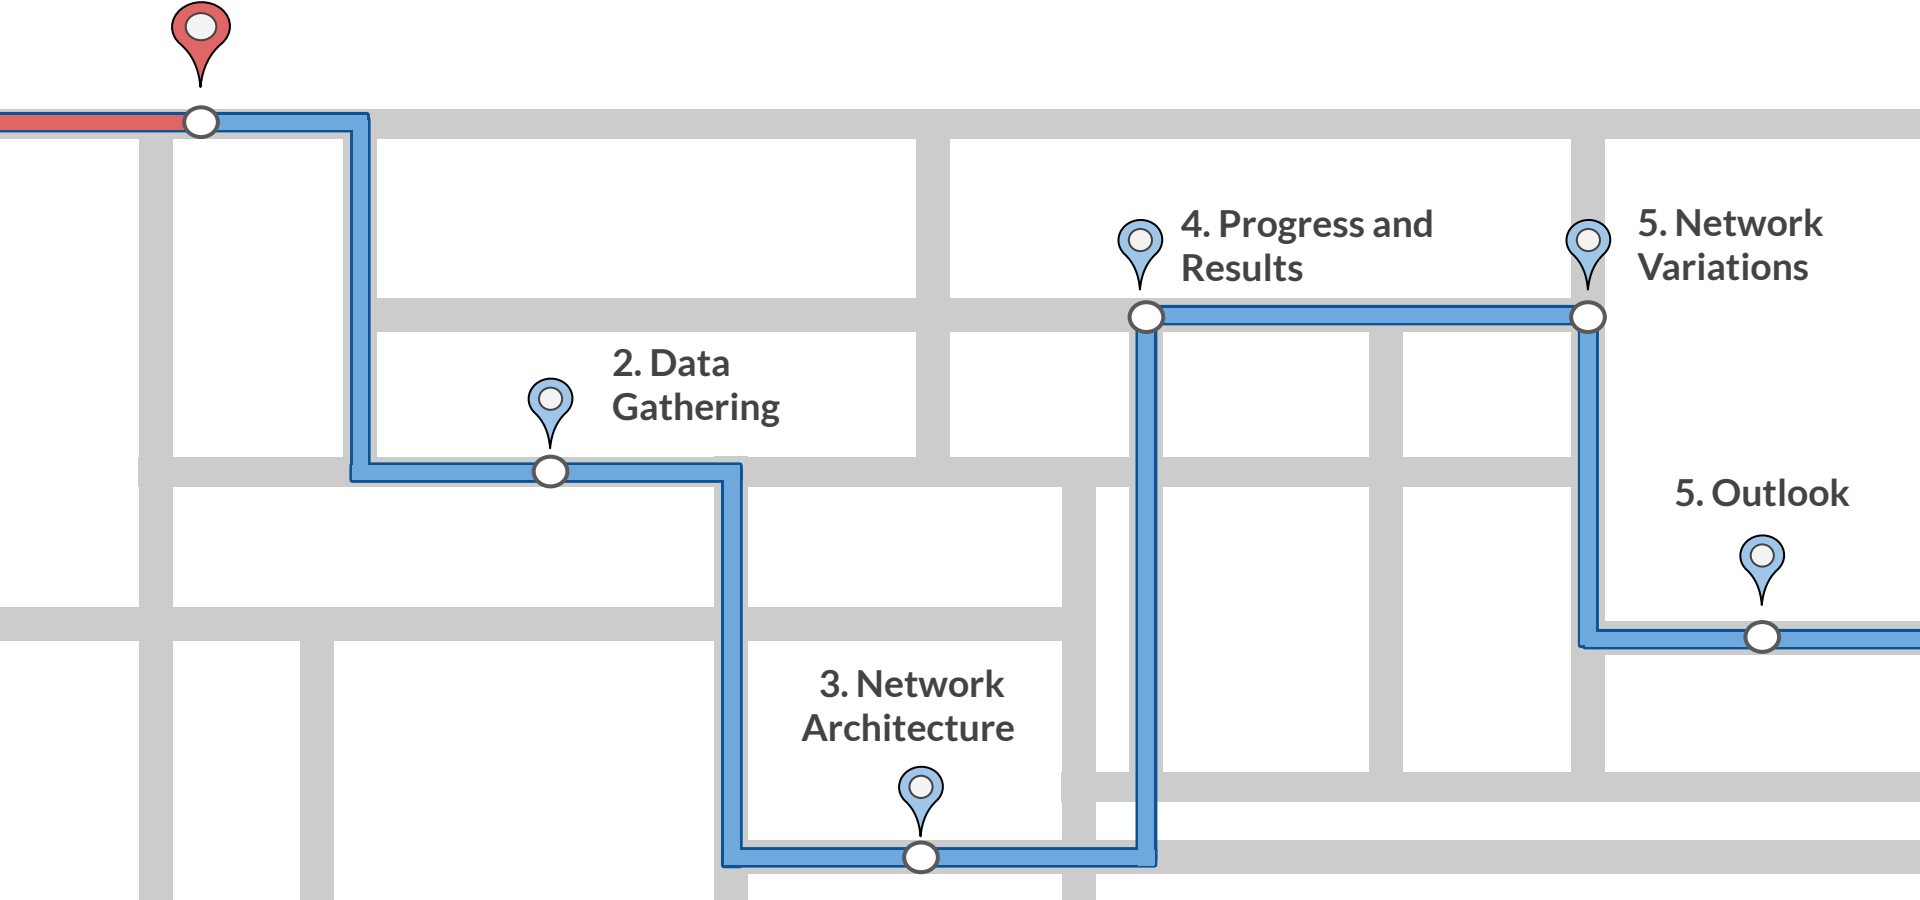 2. Data
Gathering
3. Network
Architecture
4. Progress and
Results
5. Network
Variations
5. Outlook